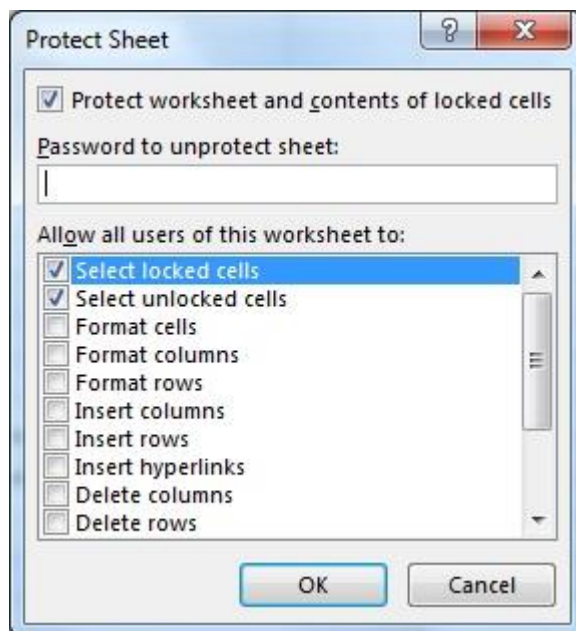 Protect Sheet
Protect worksheet and contents of locked cells
Password to unprotect sheet:
Allow all users of this worksheet to:
Select locked cells
Select unlocked cells
Format cells
Format columns
Format rows
Insert columns
Insert rows
Insert hyperlinks
Delete columns
Delete rows
OK Cancel